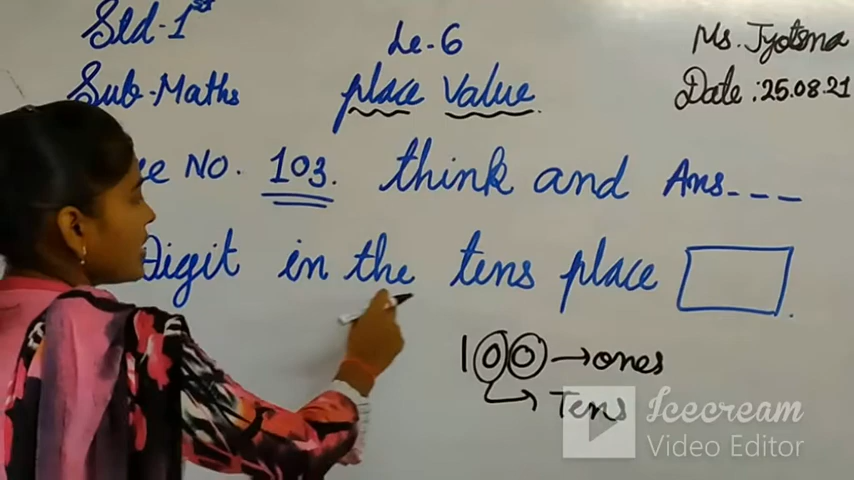 Std-1st
Le-6
Ms. Jyotsna
Sub-Maths
place Value
Date :25.08.21
No. 103. think and Ans---
Digit in the tens place
100 → ones
→ Tens
Icecream
Video Editor